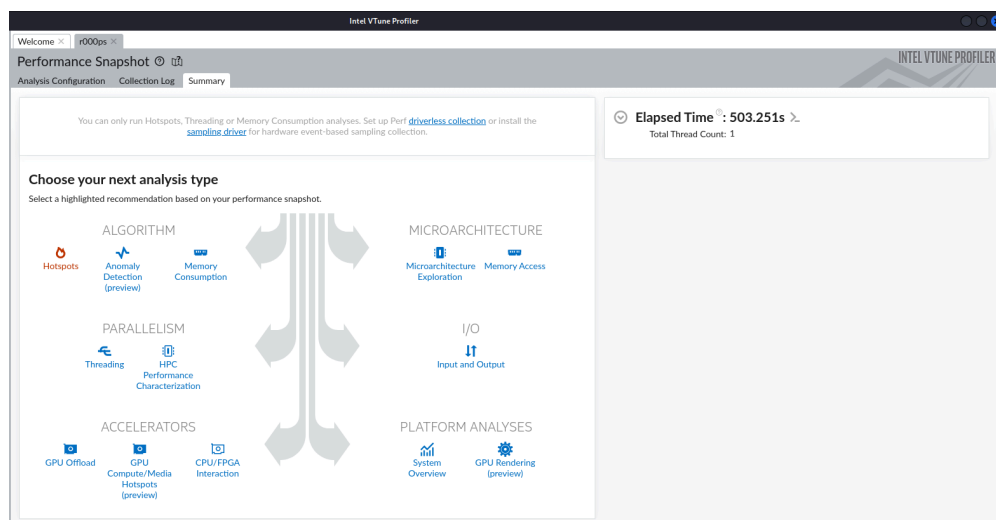 Intel VTune Profiler
Welcome × r000ps ×
Performance Snapshot
INTEL VTUNE PROFILER
Analysis Configuration Collection Log Summary
You can only run Hotspots, Threading or Memory Consumption analyses. Set up Perf driverless collection or install the
sampling driver for hardware event-based sampling collection.
Elapsed Time ?: 503.251s
Total Thread Count: 1
Choose your next analysis type
Select a highlighted recommendation based on your performance snapshot.
ALGORITHM
Hotspots
Anomaly
Detection
(preview)
Memory
Consumption
MICROARCHITECTURE
Microarchitecture
Exploration
Memory Access
PARALLELISM
Threading
HPC
Performance
Characterization
I/O
Input and Output
ACCELERATORS
GPU Offload
GPU
Compute/Media
Hotspots
(preview)
CPU/FPGA
Interaction
PLATFORM ANALYSES
System
Overview
GPU Rendering
(preview)